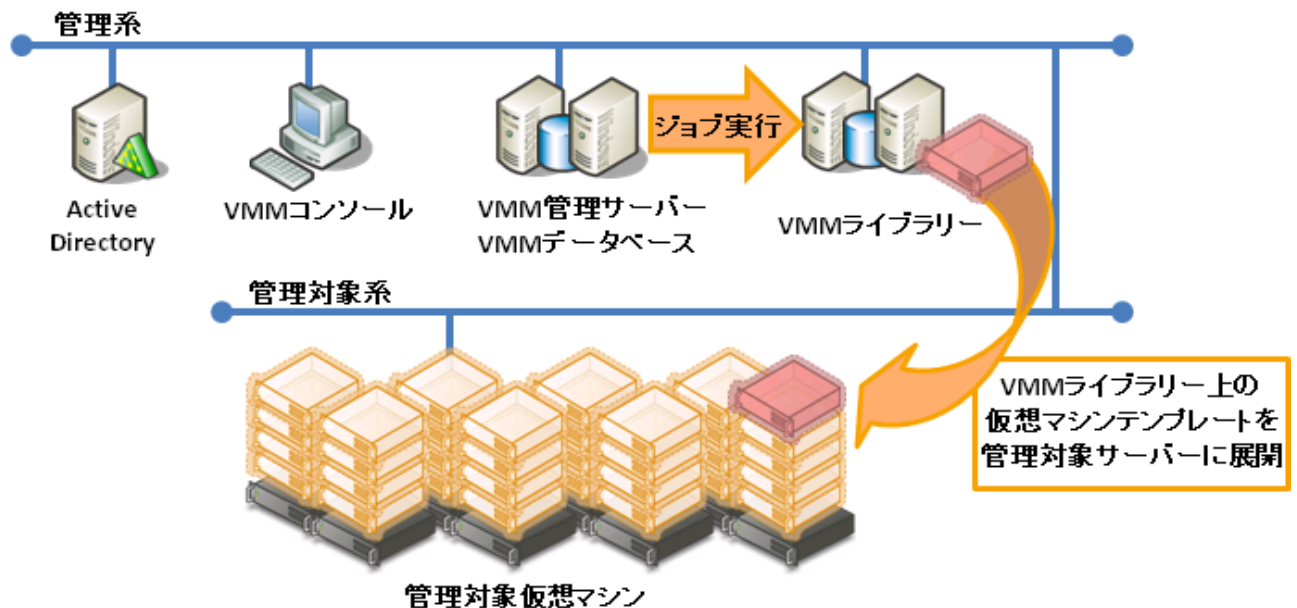 管理系
Active
Directory
VMMコンソール
VMM管理サーバー
VMMデータベース
ジョブ実行
VMMライブラリー
管理対象系
VMMライブラリー上の
仮想マシンテンプレートを
管理対象サーバーに展開
管理対象仮想マシン